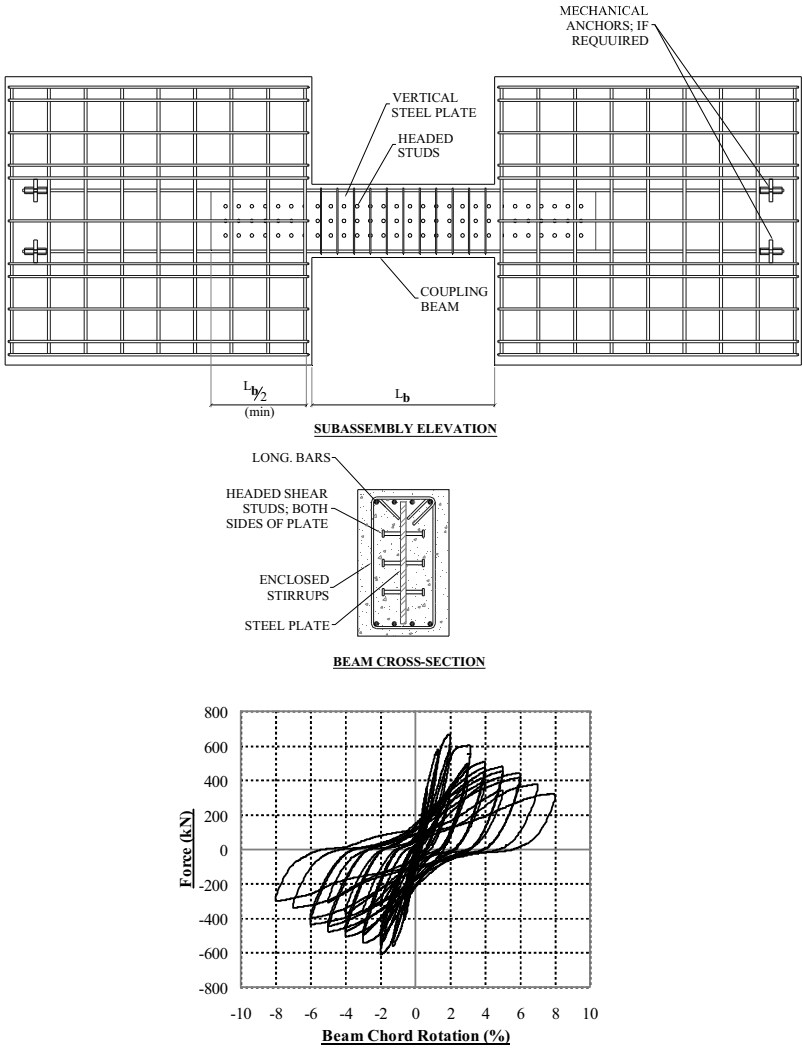 MECHANICAL
ANCHORS; IF
REQUUIRED
VERTICAL
STEEL PLATE
HEADED
STUDS
COUPLING
BEAM
Lb/2
(min)
Lb
SUBASSEMBLY ELEVATION
LONG. BARS
HEADED SHEAR
STUDS; BOTH
SIDES OF PLATE
ENCLOSED
STIRRUPS
STEEL PLATE
BEAM CROSS-SECTION
800
600
400
200
0
-200
-400
-600
-800
Force (kN)
-10 -8 -6 -4 -2 0 2 4 6 8 10
Beam Chord Rotation (%)